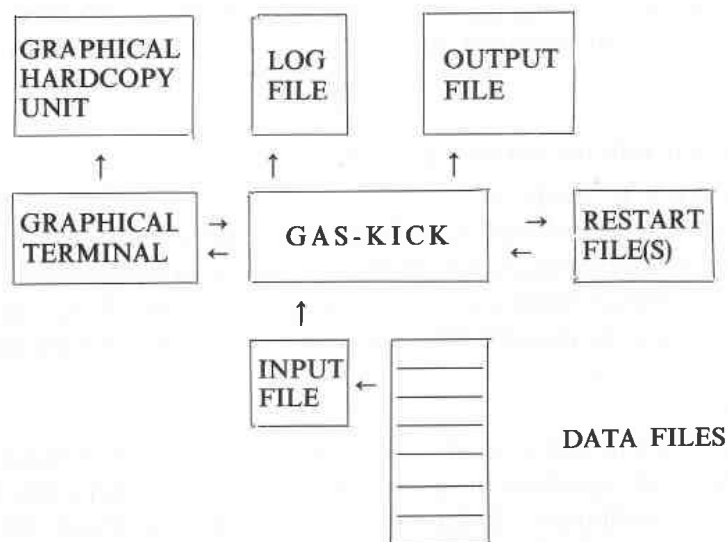 GRAPHICAL
HARDCOPY
UNIT
LOG
FILE
OUTPUT
FILE
GRAPHICAL
TERMINAL
GAS-KICK
RESTART
FILE(S)
INPUT
FILE
DATA FILES